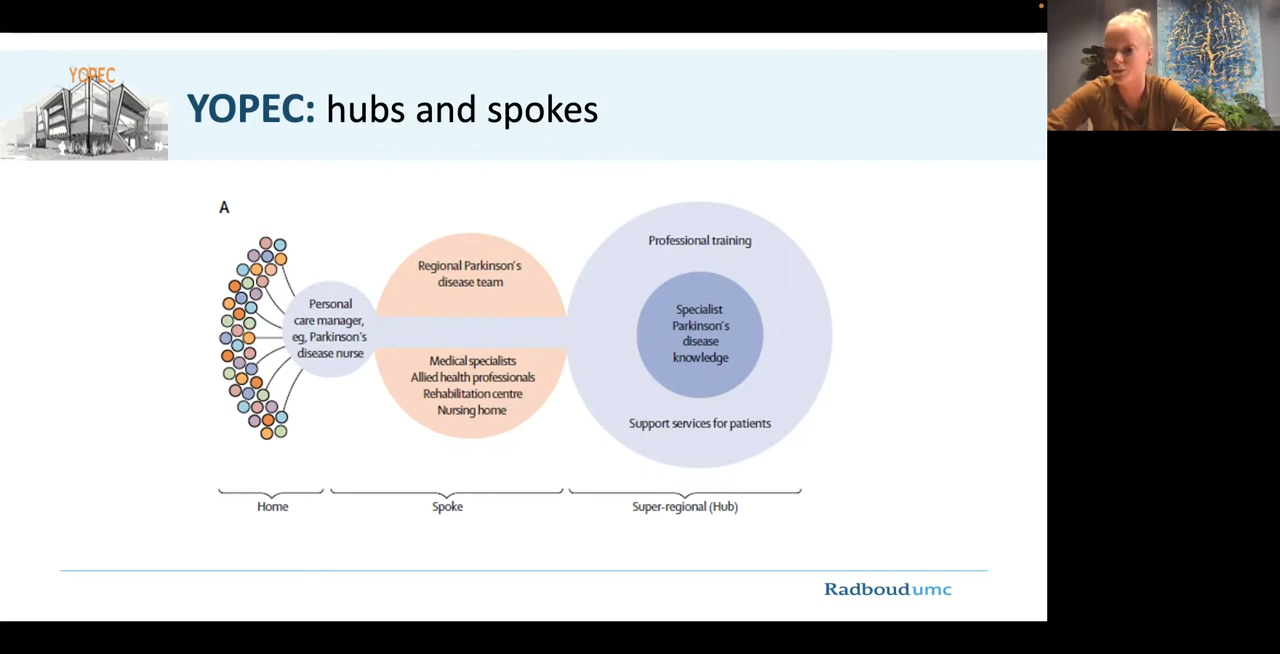 YOPEC
YOPEC: hubs and spokes
A
Personal
care manager,
eg, Parkinson's
disease nurse
Regional Parkinson's
disease team
Medical specialists
Allied health professionals
Rehabilitation centre
Nursing home
Professional training
Specialist
Parkinson's
disease
knowledge
Support services for patients
Home
Spoke
Super-regional (Hub)
Radboudumc